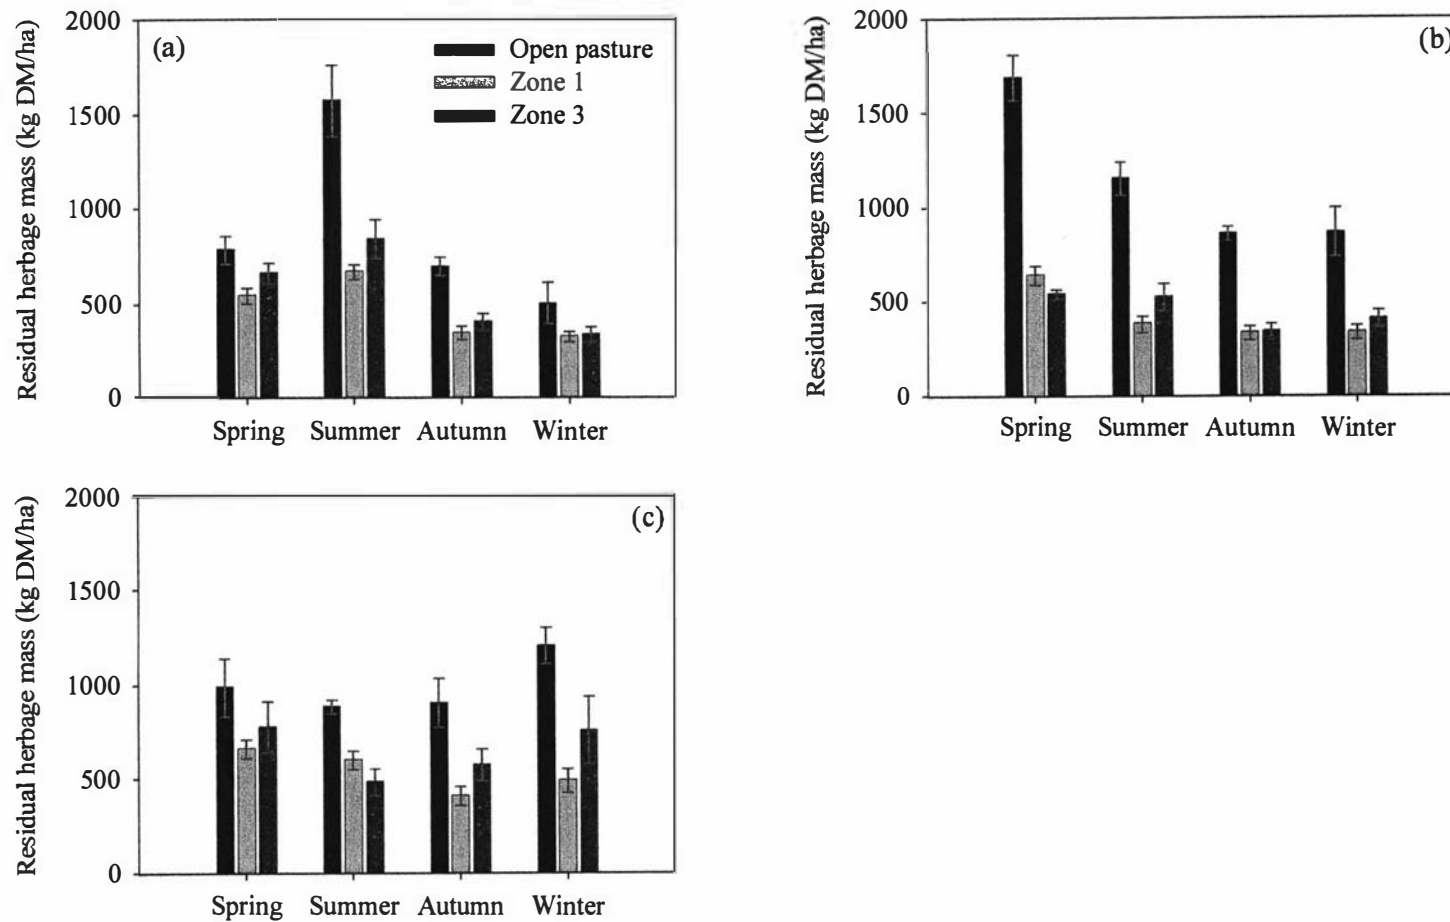 Residual herbage mass (kg DM/ha)
2000
1500
1000
500
0
(a)
Open pasture
Zone 1
Zone 3
Spring Summer Autumn Winter
Residual herbage mass (kg DM/ha)
2000
1500
1000
500
0
(b)
Spring Summer Autumn Winter
Residual herbage mass (kg DM/ha)
2000
1500
1000
500
0
(c)
Spring Summer Autumn Winter